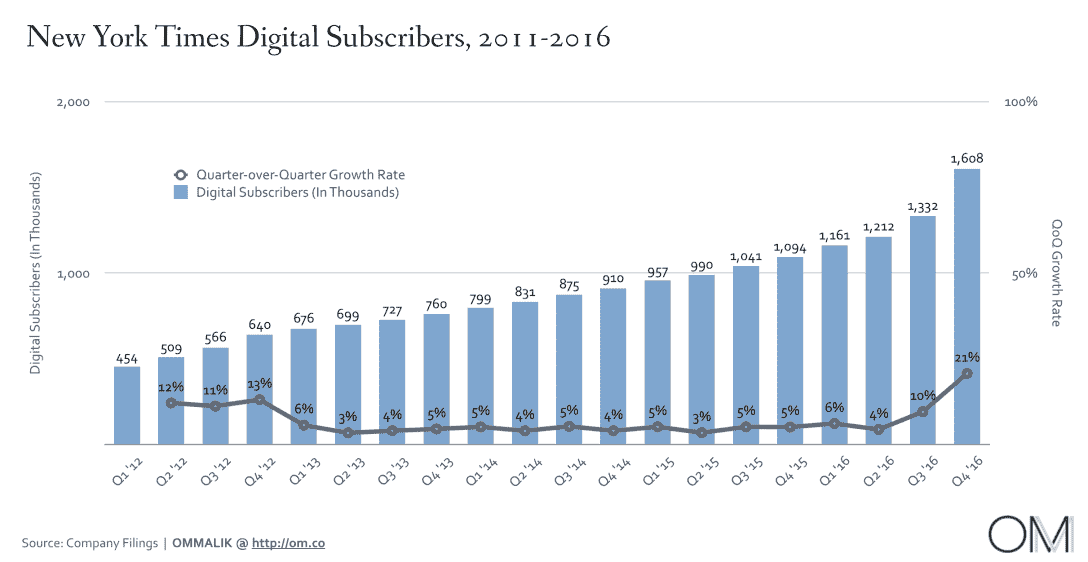 New York Times Digital Subscribers, 2011-2016
2,000
100%
Quarter-over-Quarter Growth Rate
Digital Subscribers (In Thousands)
Digital Subscribers (In Thousands)
QoQ Growth Rate
1,000
50%
454 509 566 640 676 699 727 760 799 831 875 910 957 990 1,041 1,094 1,161 1,212 1,332 1,608
12% 11% 13% 6% 3% 4% 5% 5% 4% 5% 4% 5% 3% 5% 5% 6% 4% 10% 21%
Q1 '12 Q2 '12 Q3 '12 Q4 '12 Q1 '13 Q2 '13 Q3 '13 Q4 '13 Q1 '14 Q2 '14 Q3 '14 Q4 '14 Q1 '15 Q2 '15 Q3 '15 Q4 '15 Q1 '16 Q2 '16 Q3 '16 Q4 '16
Source: Company Filings | OMMALIK @ http://om.co
OM